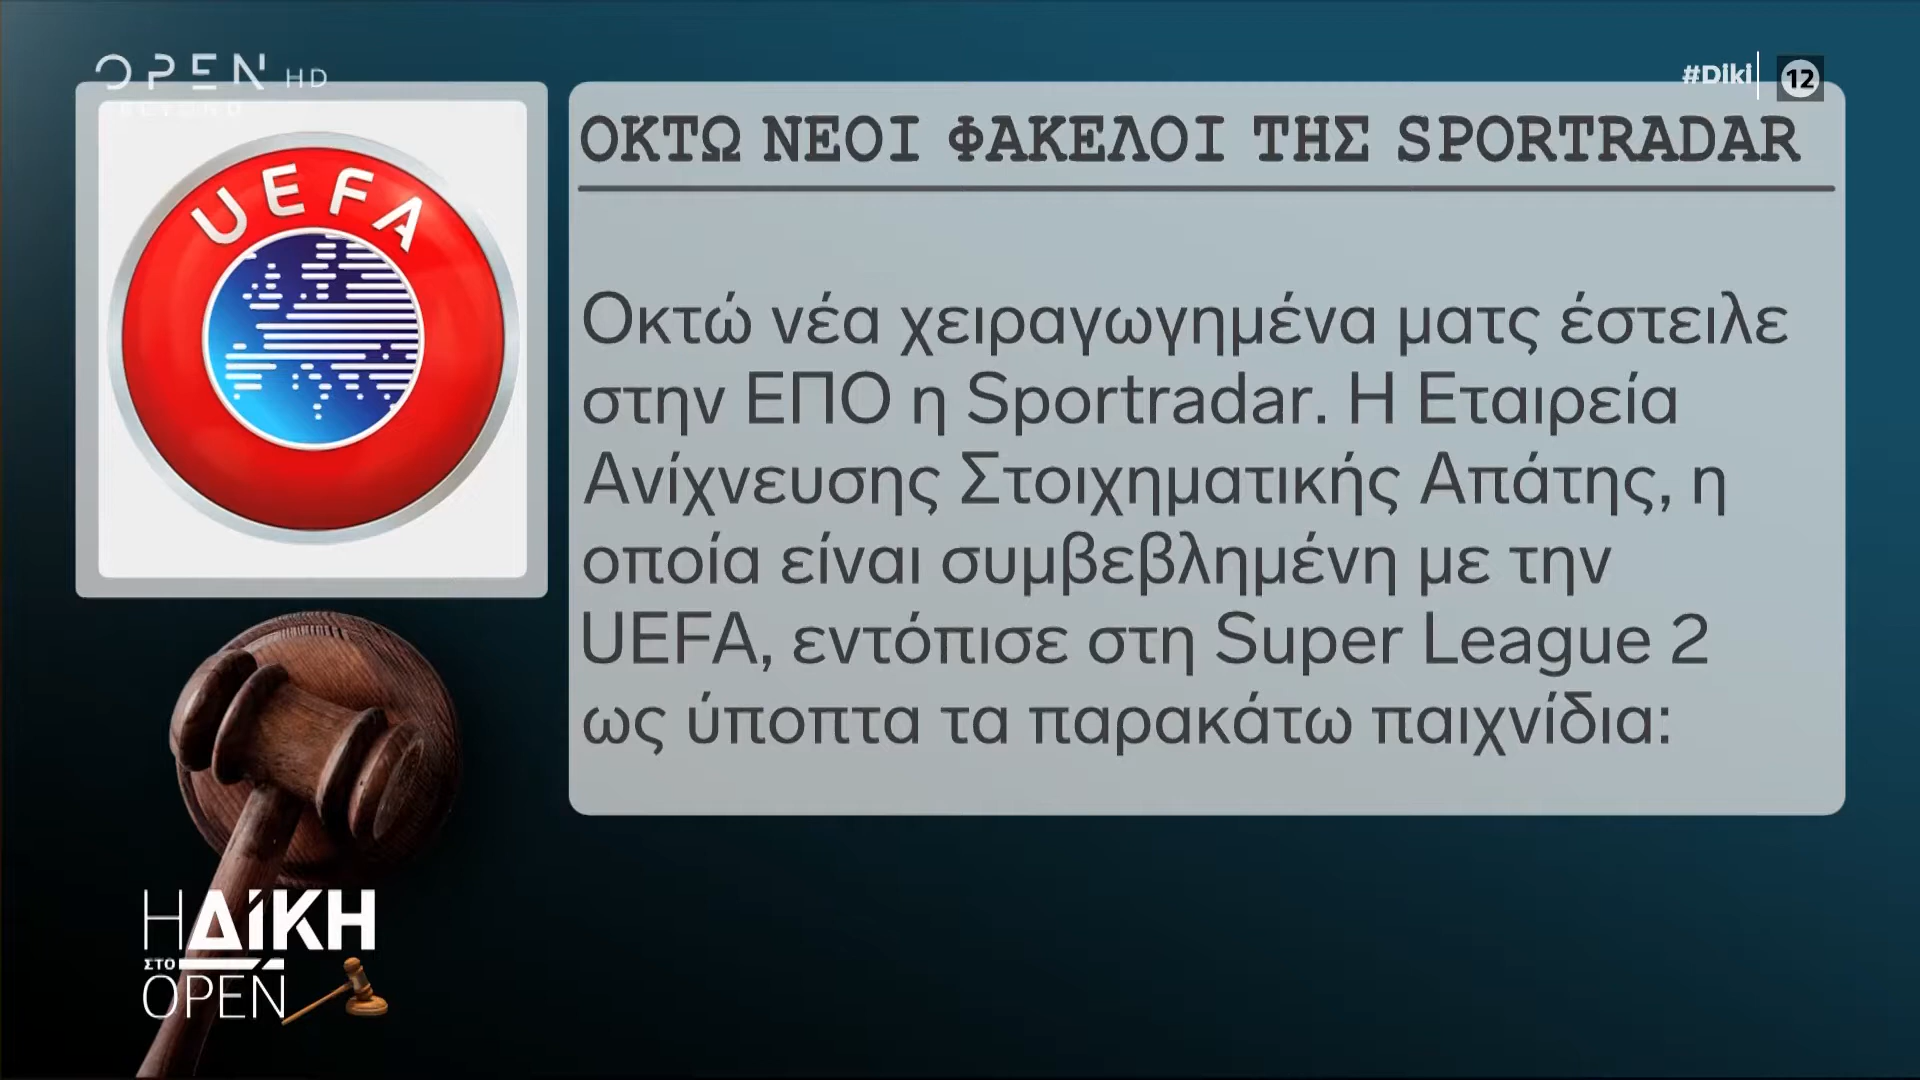 OPEN HD
BEYOND
#Diki
12
UEFA
ΟΚΤΩ ΝΕΟΙ ΦΑΚΕΛΟΙ ΤΗΣ SPORTRADAR
Οκτώ νέα χειραγωγημένα ματς έστειλε
στην ΕΠΟ η Sportradar. Η Εταιρεία
Ανίχνευσης Στοιχηματικής Απάτης, η
οποία είναι συμβεβλημένη με την
UEFA, εντόπισε στη Super League 2
ως ύποπτα τα παρακάτω παιχνίδια:
Η ΔίΚΗ
ΣΤΟ
OPEN